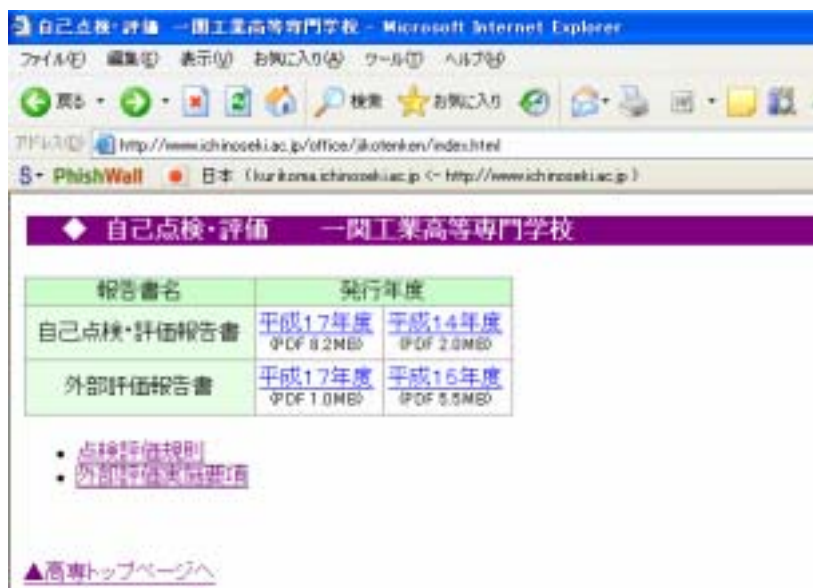 自己点検・評価 一関工業高等専門学校 - Microsoft Internet Explorer
ファイル(F) 編集(E) 表示(V) お気に入り(A) ツール(T) ヘルプ(H)
戻る 検索 お気に入り
アドレス(D) http://www.ichinoseki.ac.jp/office/jikotenken/index.html
S PhishWall 日本 (kurikoma.ichinoseki.ac.jp <- http://www.ichinoseki.ac.jp)
◆ 自己点検・評価 一関工業高等専門学校
報告書名 発行年度
自己点検・評価報告書 平成17年度 平成14年度
(PDF 8.2MB) (PDF 2.0MB)
外部評価報告書 平成17年度 平成15年度
(PDF 1.0MB) (PDF 5.5MB)
• 点検評価規則
• 外部評価実施要項
▲高専トップページへ